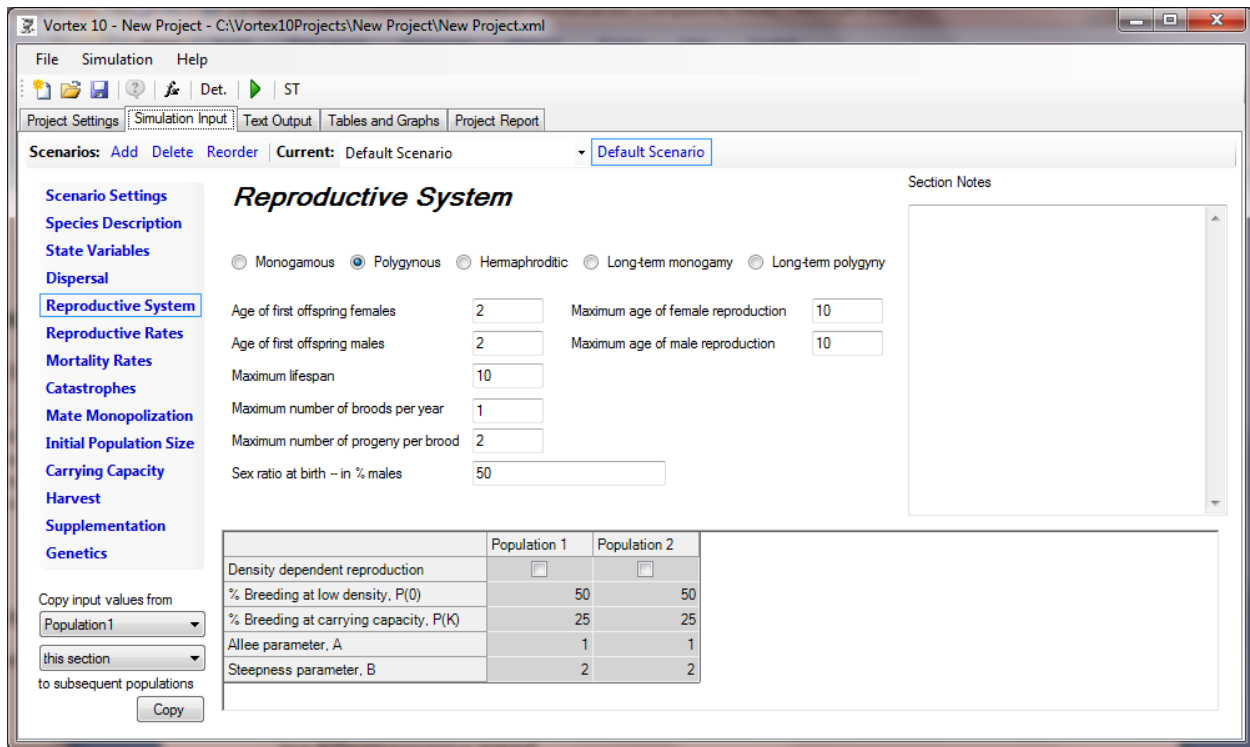 Vortex 10 - New Project - C:\Vortex10Projects\New Project\New Project.xml
File Simulation Help
fx Det. ST
Project Settings Simulation Input Text Output Tables and Graphs Project Report
Scenarios: Add Delete Reorder Current: Default Scenario Default Scenario
Scenario Settings
Species Description
State Variables
Dispersal
Reproductive System
Reproductive Rates
Mortality Rates
Catastrophes
Mate Monopolization
Initial Population Size
Carrying Capacity
Harvest
Supplementation
Genetics
Copy input values from
Population1
this section
to subsequent populations
Copy
Reproductive System
Monogamous Polygynous Hermaphroditic Long-term monogamy Long-term polygyny
Age of first offspring females 2 Maximum age of female reproduction 10
Age of first offspring males 2 Maximum age of male reproduction 10
Maximum lifespan 10
Maximum number of broods per year 1
Maximum number of progeny per brood 2
Sex ratio at birth -- in % males 50
Section Notes
Population 1 Population 2
Density dependent reproduction
% Breeding at low density, P(0) 50 50
% Breeding at carrying capacity, P(K) 25 25
Allee parameter, A 1 1
Steepness parameter, B 2 2